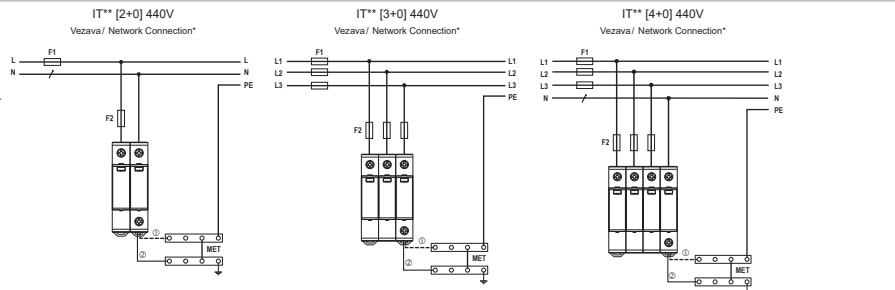 IT** [2+0] 440V
Vezava/ Network Connection*
F1
L
L
N
N
PE
F2
①
MET
②
IT** [3+0] 440V
Vezava/ Network Connection*
F1
L1
L1
L2
L2
L3
L3
PE
F2
①
MET
②
IT** [4+0] 440V
Vezava/ Network Connection*
F1
L1
L1
L2
L2
L3
L3
N
N
PE
F2
①
MET
②